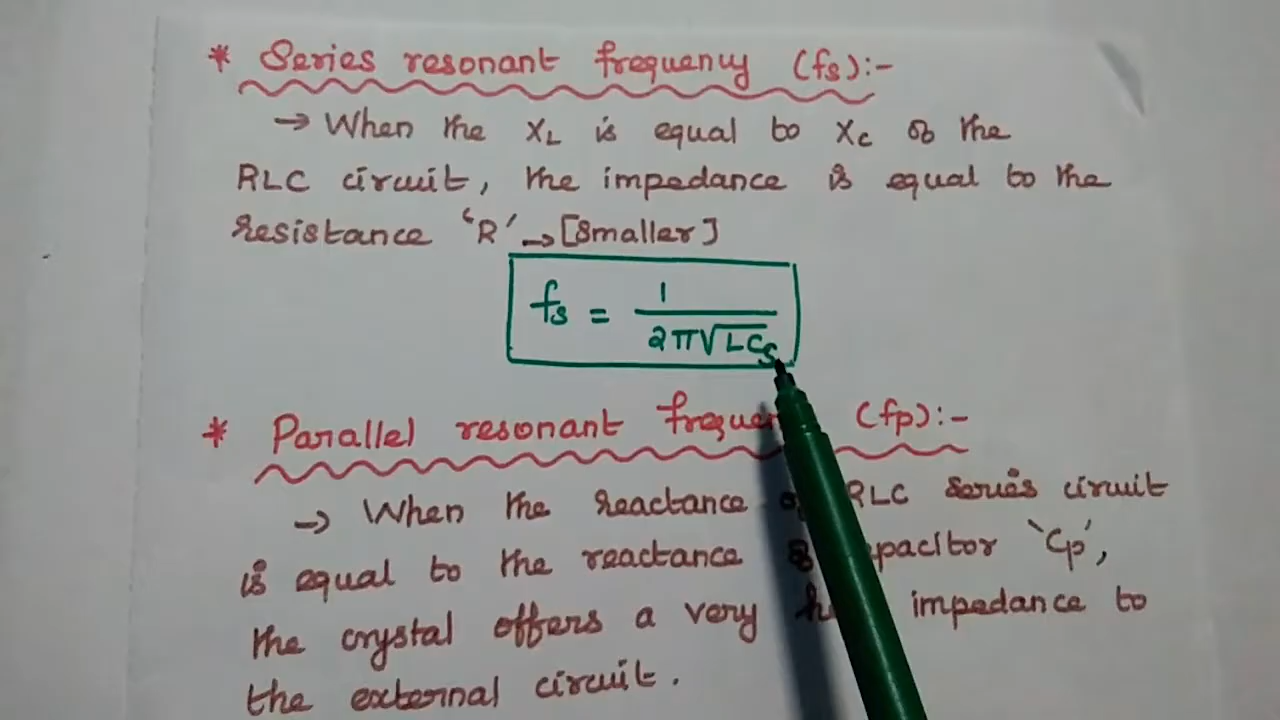 * Series resonant frequency (fs):-
→ When the XL is equal to Xc of the
RLC circuit, the impedance is equal to the
resistance 'R' → [smaller]
fs = 1 / 2π√LCs
* Parallel resonant (fp):-
→ When the reactance RLC series circuit
is equal to the reactance 'Cp',
the crystal offers a very impedance to
the external circuit.